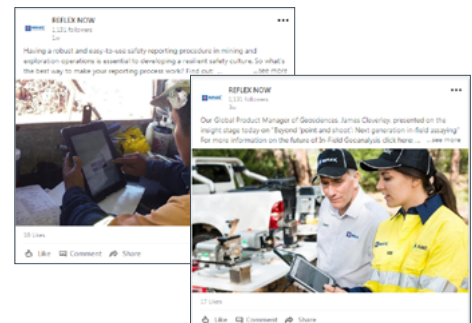 REFLEX NOW
1,131 followers
1w
Having a robust and easy-to-use safety reporting procedure in mining and
exploration operations is essential to developing a resilient safety culture. So what's
the best way to make your reporting process work? Find out: ... ...see more
18 Likes
Like Comment Share
REFLEX NOW
1,131 followers
3w
Our Global Product Manager of Geosciences James Cleverley, presented on the
insight stage today on "Beyond 'point and shoot': Next generation in-field assaying"
For more information on the future of In-Field Geoanalysis click here: ... ...see more
17 Likes
Like Comment Share